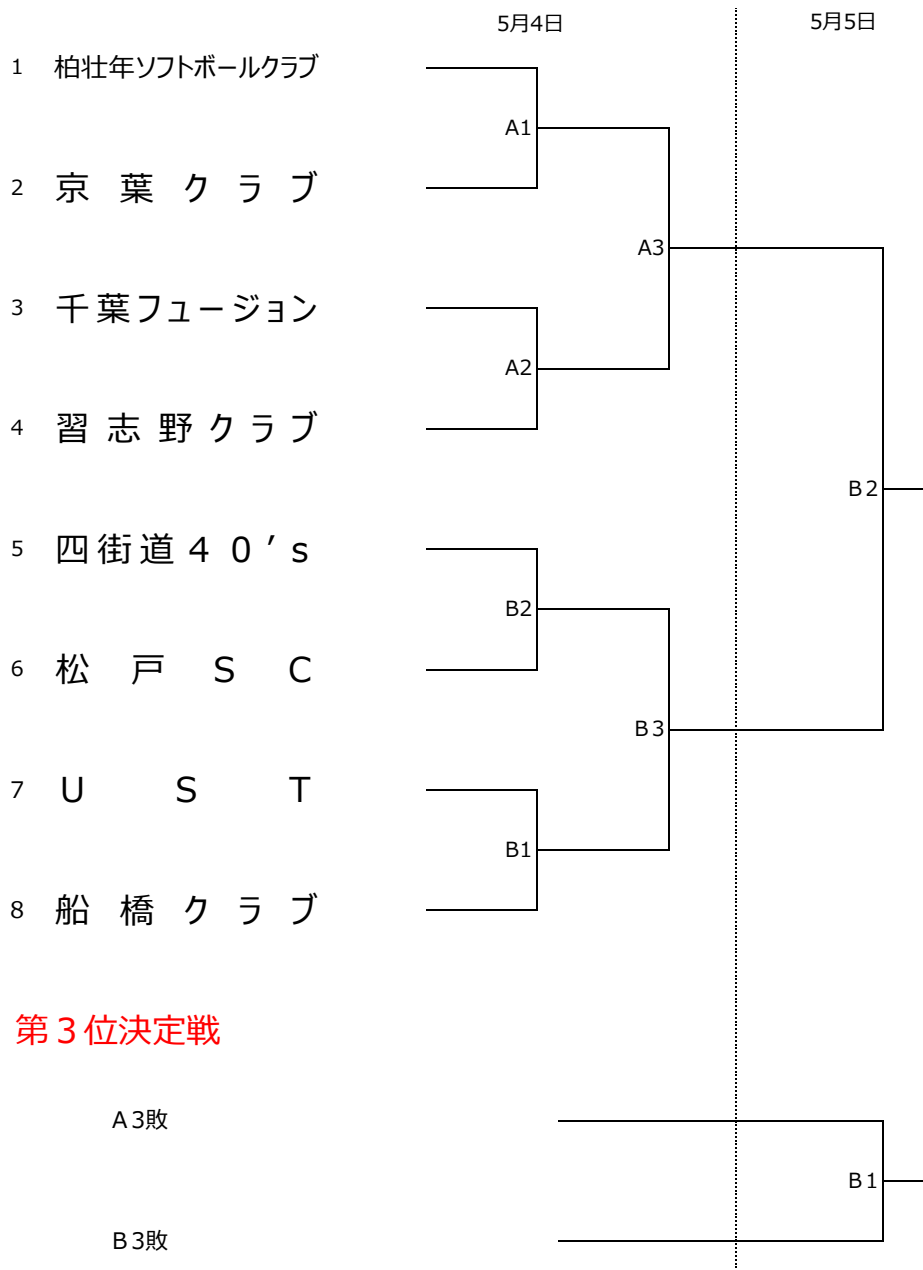 5月4日 5月5日
1 柏壮年ソフトボールクラブ
A1
2 京葉クラブ
A3
3 千葉フュージョン
A2
4 習志野クラブ
B2
5 四街道４０’s
B2
6 松戸SC
B3
7 UST
B1
8 船橋クラブ
第３位決定戦
A3敗
B1
B3敗